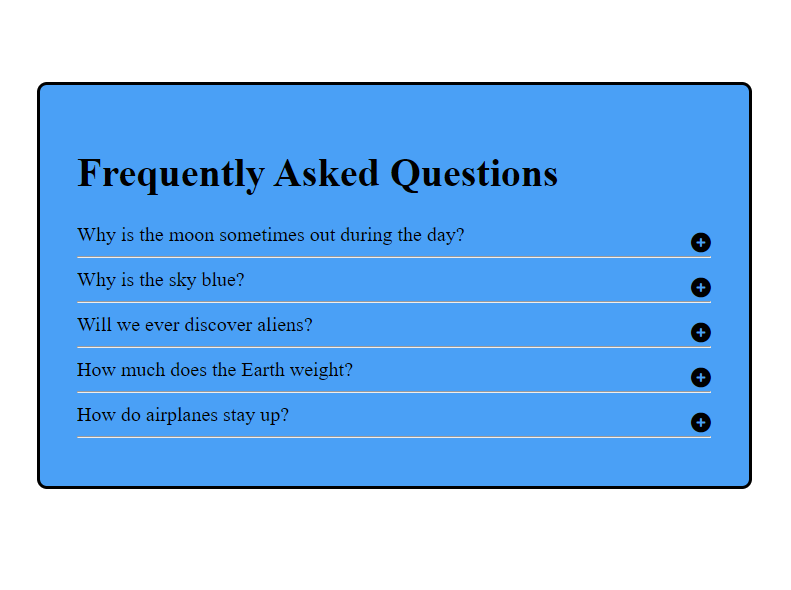 Frequently Asked Questions
Why is the moon sometimes out during the day?
Why is the sky blue?
Will we ever discover aliens?
How much does the Earth weight?
How do airplanes stay up?